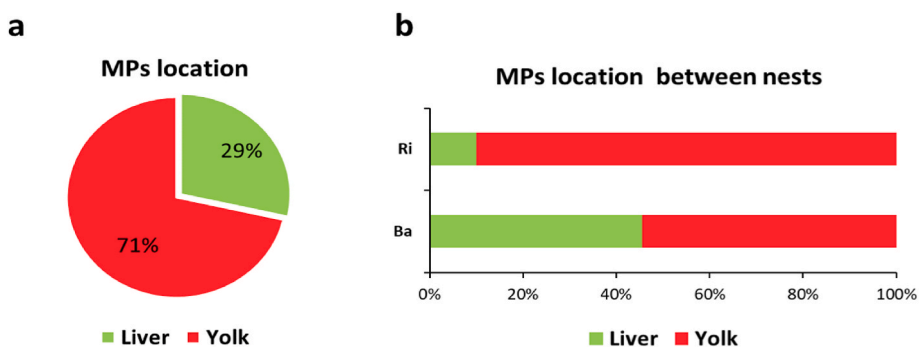 a
MPs location
29%
71%
Liver Yolk
b
MPs location between nests
Ri
Ba
0% 20% 40% 60% 80% 100%
Liver Yolk